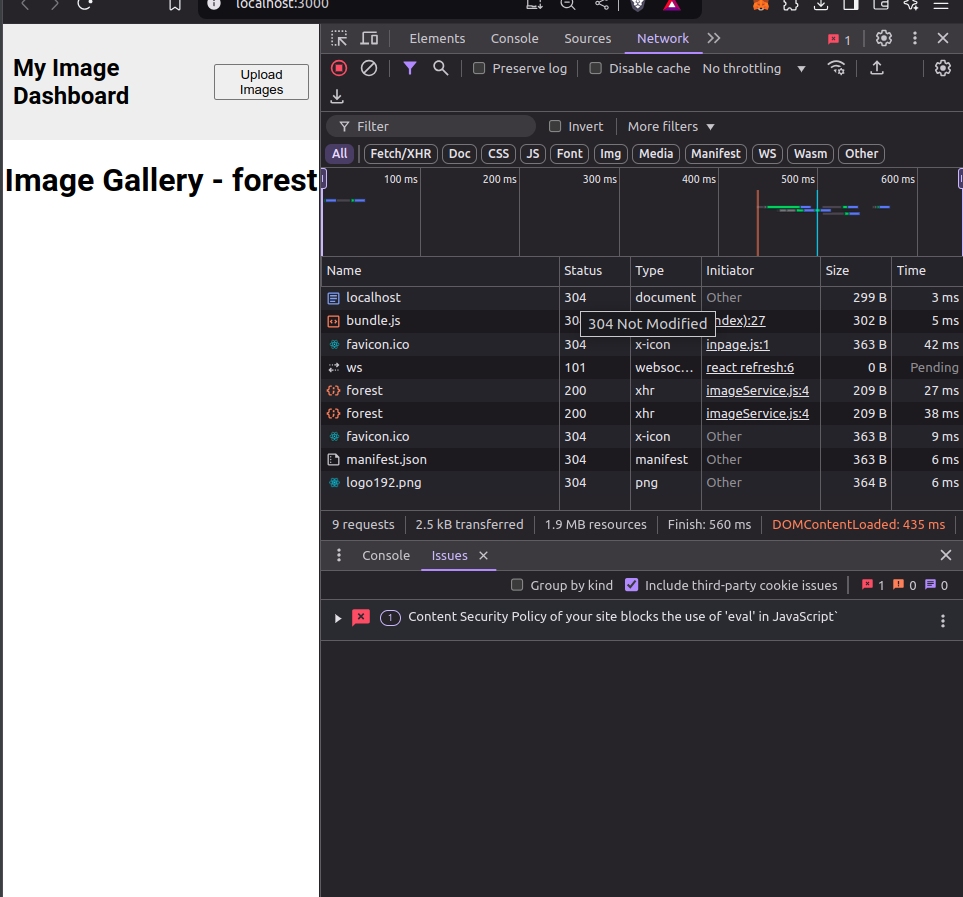 localhost:3000
My Image
Dashboard
Upload
Images
Image Gallery - forest
Elements Console Sources Network 1
Preserve log Disable cache No throttling
Filter Invert More filters
All Fetch/XHR Doc CSS JS Font Img Media Manifest WS Wasm Other
100 ms 200 ms 300 ms 400 ms 500 ms 600 ms
Name Status Type Initiator Size Time
localhost 304 document Other 299 B 3 ms
bundle.js 30 ndex):27 302 B 5 ms
304 Not Modified
favicon.ico 304 x-icon inpage.js:1 363 B 42 ms
ws 101 websoc… react refresh:6 0 B Pending
forest 200 xhr imageService.js:4 209 B 27 ms
forest 200 xhr imageService.js:4 209 B 38 ms
favicon.ico 304 x-icon Other 363 B 9 ms
manifest.json 304 manifest Other 363 B 6 ms
logo192.png 304 png Other 364 B 6 ms
9 requests 2.5 kB transferred 1.9 MB resources Finish: 560 ms DOMContentLoaded: 435 ms
Console Issues
Group by kind Include third-party cookie issues 1 0 0
1 Content Security Policy of your site blocks the use of 'eval' in JavaScript`